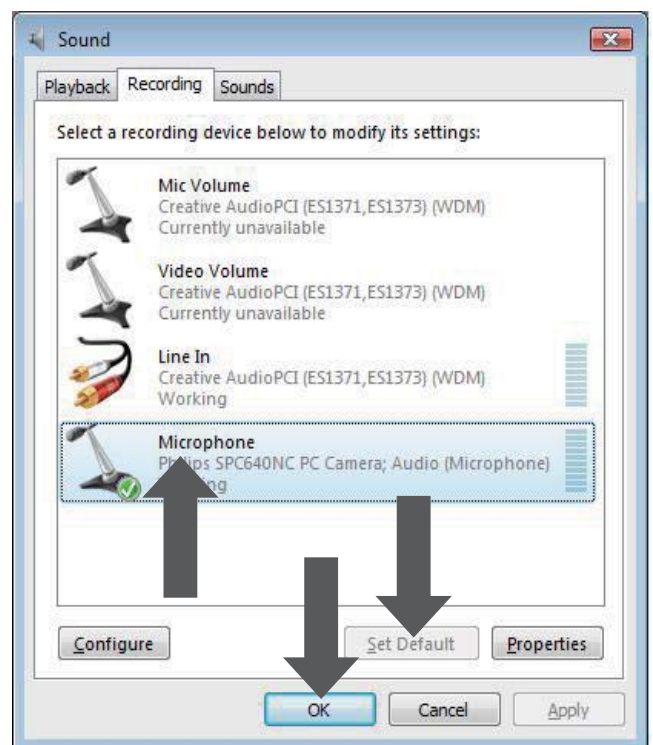 Sound
Playback Recording Sounds
Select a recording device below to modify its settings:
Mic Volume
Creative AudioPCI (ES1371,ES1373) (WDM)
Currently unavailable
Video Volume
Creative AudioPCI (ES1371,ES1373) (WDM)
Currently unavailable
Line In
Creative AudioPCI (ES1371,ES1373) (WDM)
Working
Microphone
Philips SPC640NC PC Camera; Audio (Microphone)
Configure Set Default Properties
OK Cancel Apply